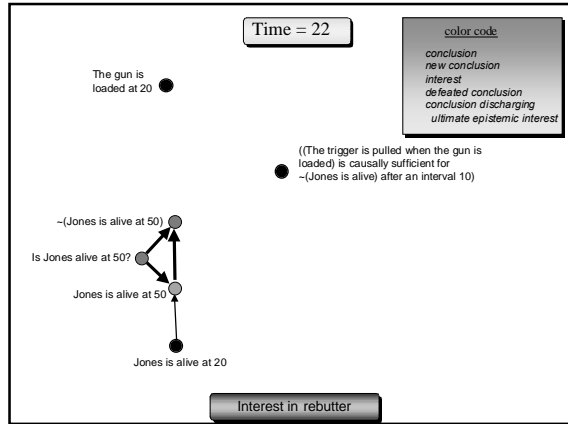 Time = 22
color code
conclusion
new conclusion
interest
defeated conclusion
conclusion discharging
ultimate epistemic interest
The gun is
loaded at 20
((The trigger is pulled when the gun is
loaded) is causally sufficient for
~(Jones is alive) after an interval 10)
~(Jones is alive at 50)
Is Jones alive at 50?
Jones is alive at 50
Jones is alive at 20
Interest in rebutter